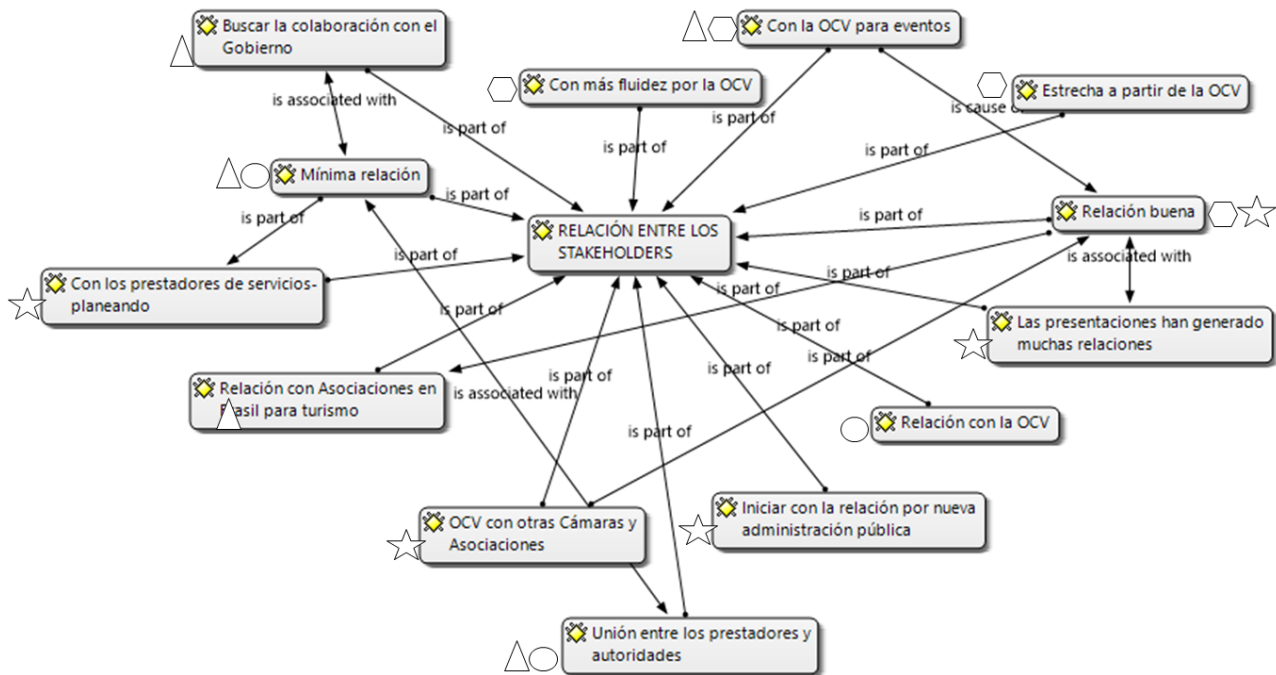 Buscar la colaboración con el
Gobierno
Con la OCV para eventos
Con más fluidez por la OCV
Estrecha a partir de la OCV
is associated with
is cause of
is part of
is part of
is part of
is part of
Mínima relación
is part of
is part of
Relación buena
is part of
RELACIÓN ENTRE LOS
STAKEHOLDERS
is associated with
is part of
Con los prestadores de servicios-
planeando
is part of
is part of
Las presentaciones han generado
muchas relaciones
is part of
is part of
is part of
is part of
Relación con Asociaciones en
Brasil para turismo
is associated with
Relación con la OCV
is part of
OCV con otras Cámaras y
Asociaciones
Iniciar con la relación por nueva
administración pública
Unión entre los prestadores y
autoridades